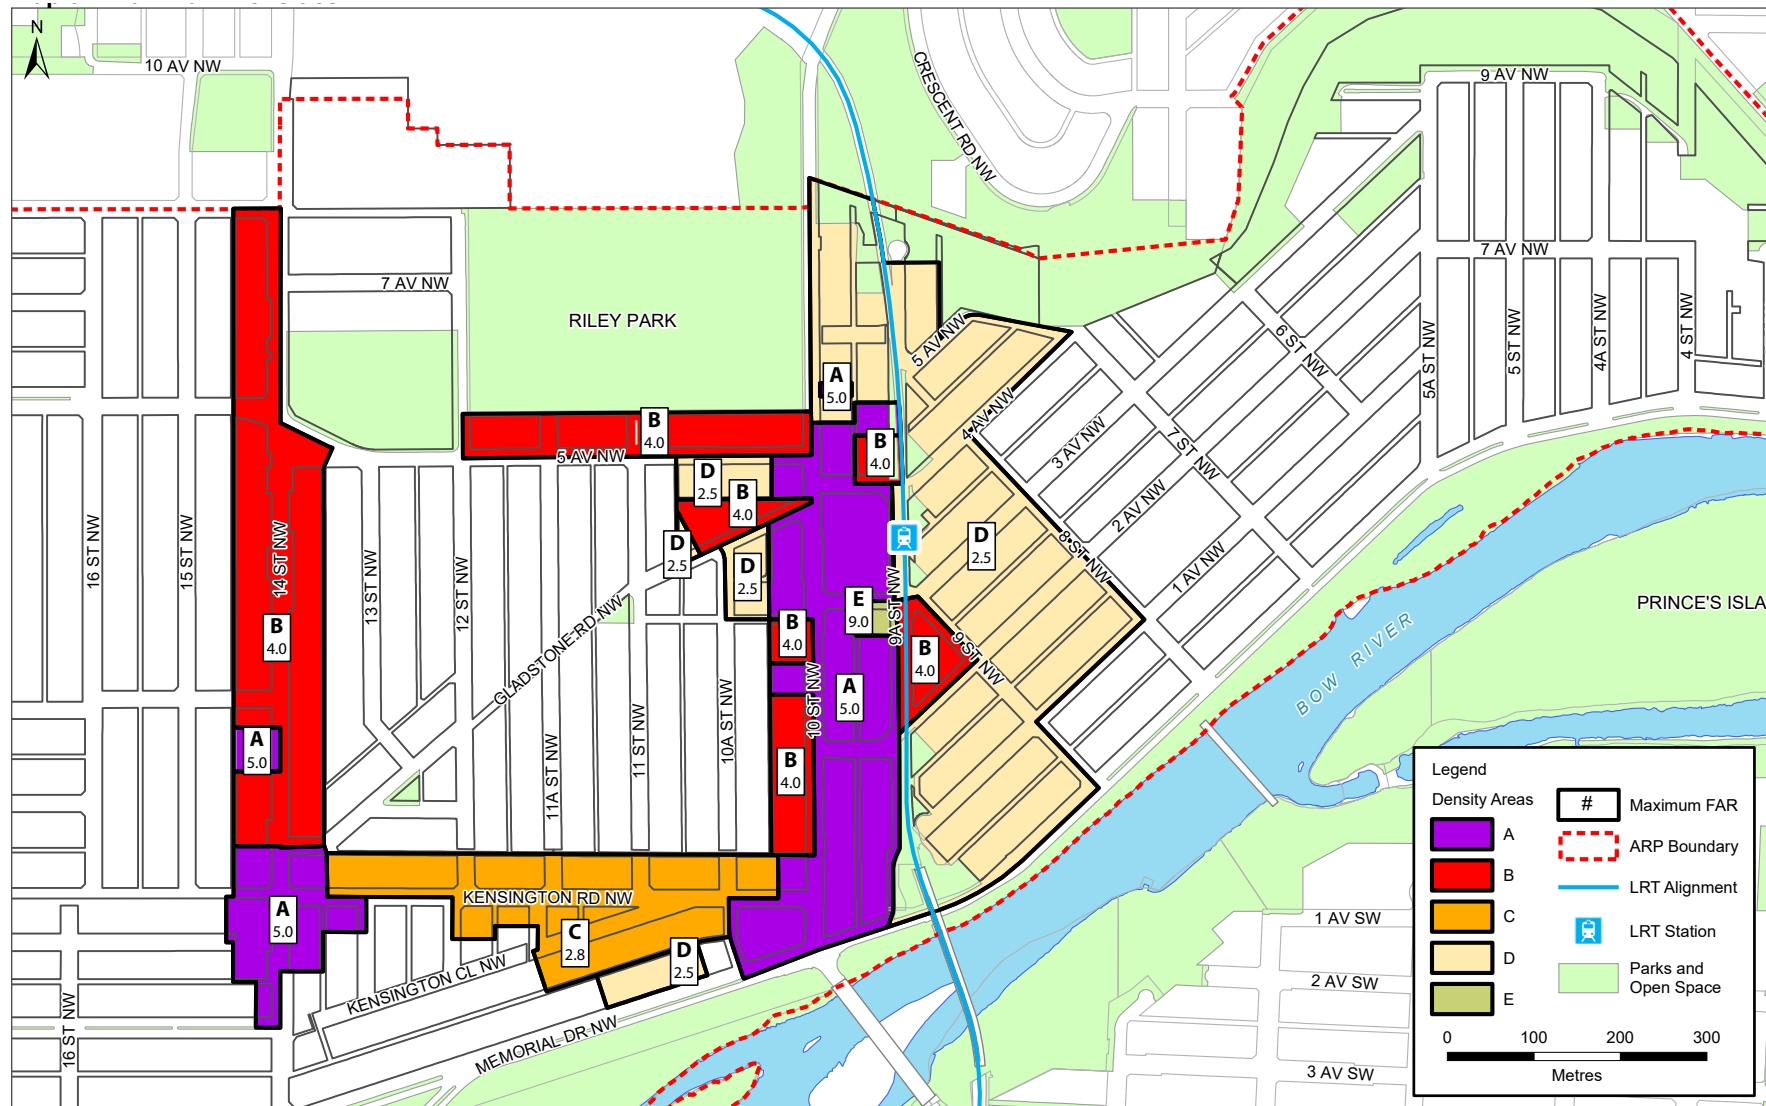 N
10 AV NW
CRESCENT RD NW
9 AV NW
7 AV NW
7 AV NW
RILEY PARK
5 AV NW
6 ST NW
5A ST NW
5 ST NW
4A ST NW
4 ST NW
A
5.0
4 AV NW
3 AV NW
7 ST NW
2 AV NW
B
4.0
5 AV NW
B
4.0
D
2.5
B
4.0
D
2.5
D
2.5
D
2.5
8 ST NW
1 AV NW
16 ST NW
15 ST NW
14 ST NW
13 ST NW
12 ST NW
GLADSTONE RD NW
E
9.0
9A ST NW
PRINCE'S ISLA
B
4.0
B
4.0
B
4.0
9 ST NW
BOW RIVER
A
5.0
10 ST NW
11A ST NW
11 ST NW
10A ST NW
A
5.0
B
4.0
KENSINGTON RD NW
A
5.0
C
2.8
D
2.5
KENSINGTON CL NW
16 ST NW
MEMORIAL DR NW
1 AV SW
2 AV SW
3 AV SW
Legend
Density Areas
A
B
C
D
E
#
Maximum FAR
ARP Boundary
LRT Alignment
LRT Station
Parks and
Open Space
0 100 200 300
Metres